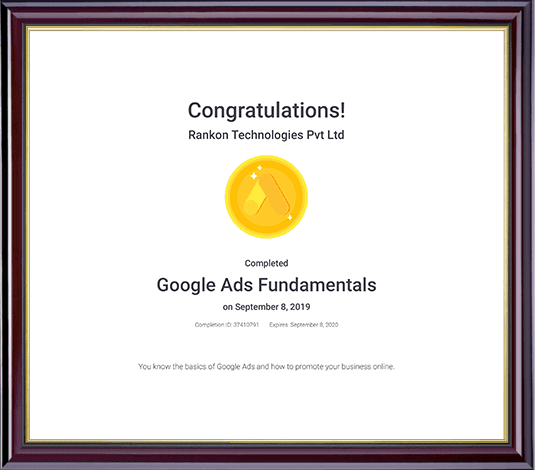 Congratulations!
Rankon Technologies Pvt Ltd
Completed
Google Ads Fundamentals
on September 8, 2019
Completion ID: 37410791 Expires: September 8, 2020
You know the basics of Google Ads and how to promote your business online.